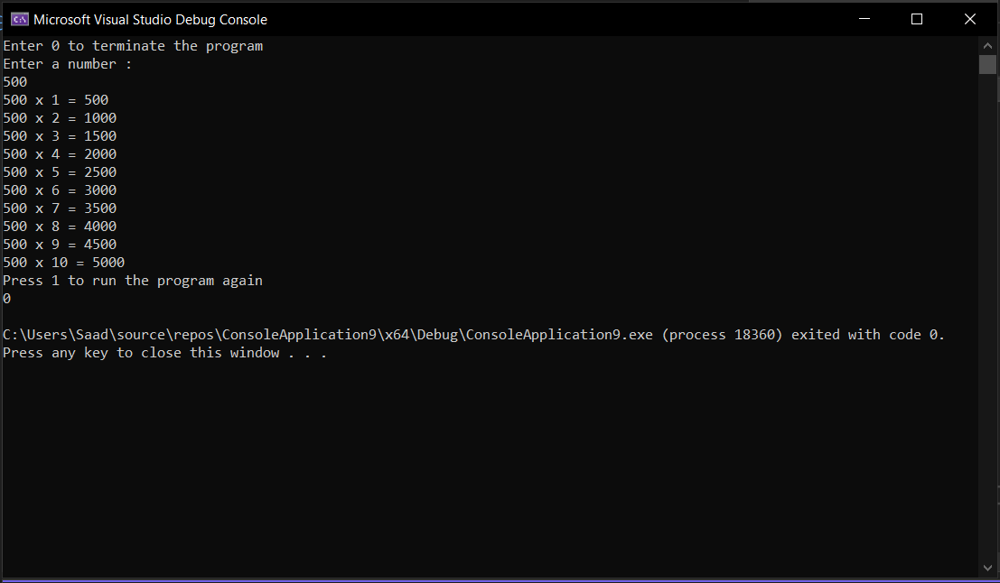 Microsoft Visual Studio Debug Console
Enter 0 to terminate the program
Enter a number :
500
500 x 1 = 500
500 x 2 = 1000
500 x 3 = 1500
500 x 4 = 2000
500 x 5 = 2500
500 x 6 = 3000
500 x 7 = 3500
500 x 8 = 4000
500 x 9 = 4500
500 x 10 = 5000
Press 1 to run the program again
0
C:\Users\Saad\source\repos\ConsoleApplication9\x64\Debug\ConsoleApplication9.exe (process 18360) exited with code 0.
Press any key to close this window . . .